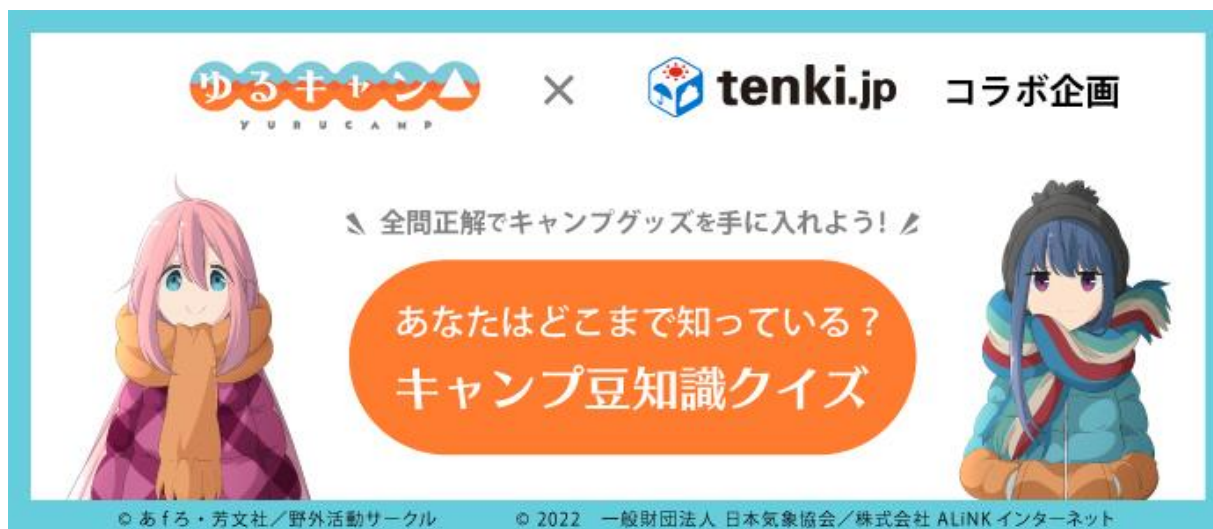 ゆるキャン△ × tenki.jp コラボ企画
YURUCAMP
全問正解でキャンプグッズを手に入れよう!
あなたはどこまで知っている?
キャンプ豆知識クイズ
© あfろ・芳文社/野外活動サークル © 2022 一般財団法人 日本気象協会/株式会社 ALiNK インターネット